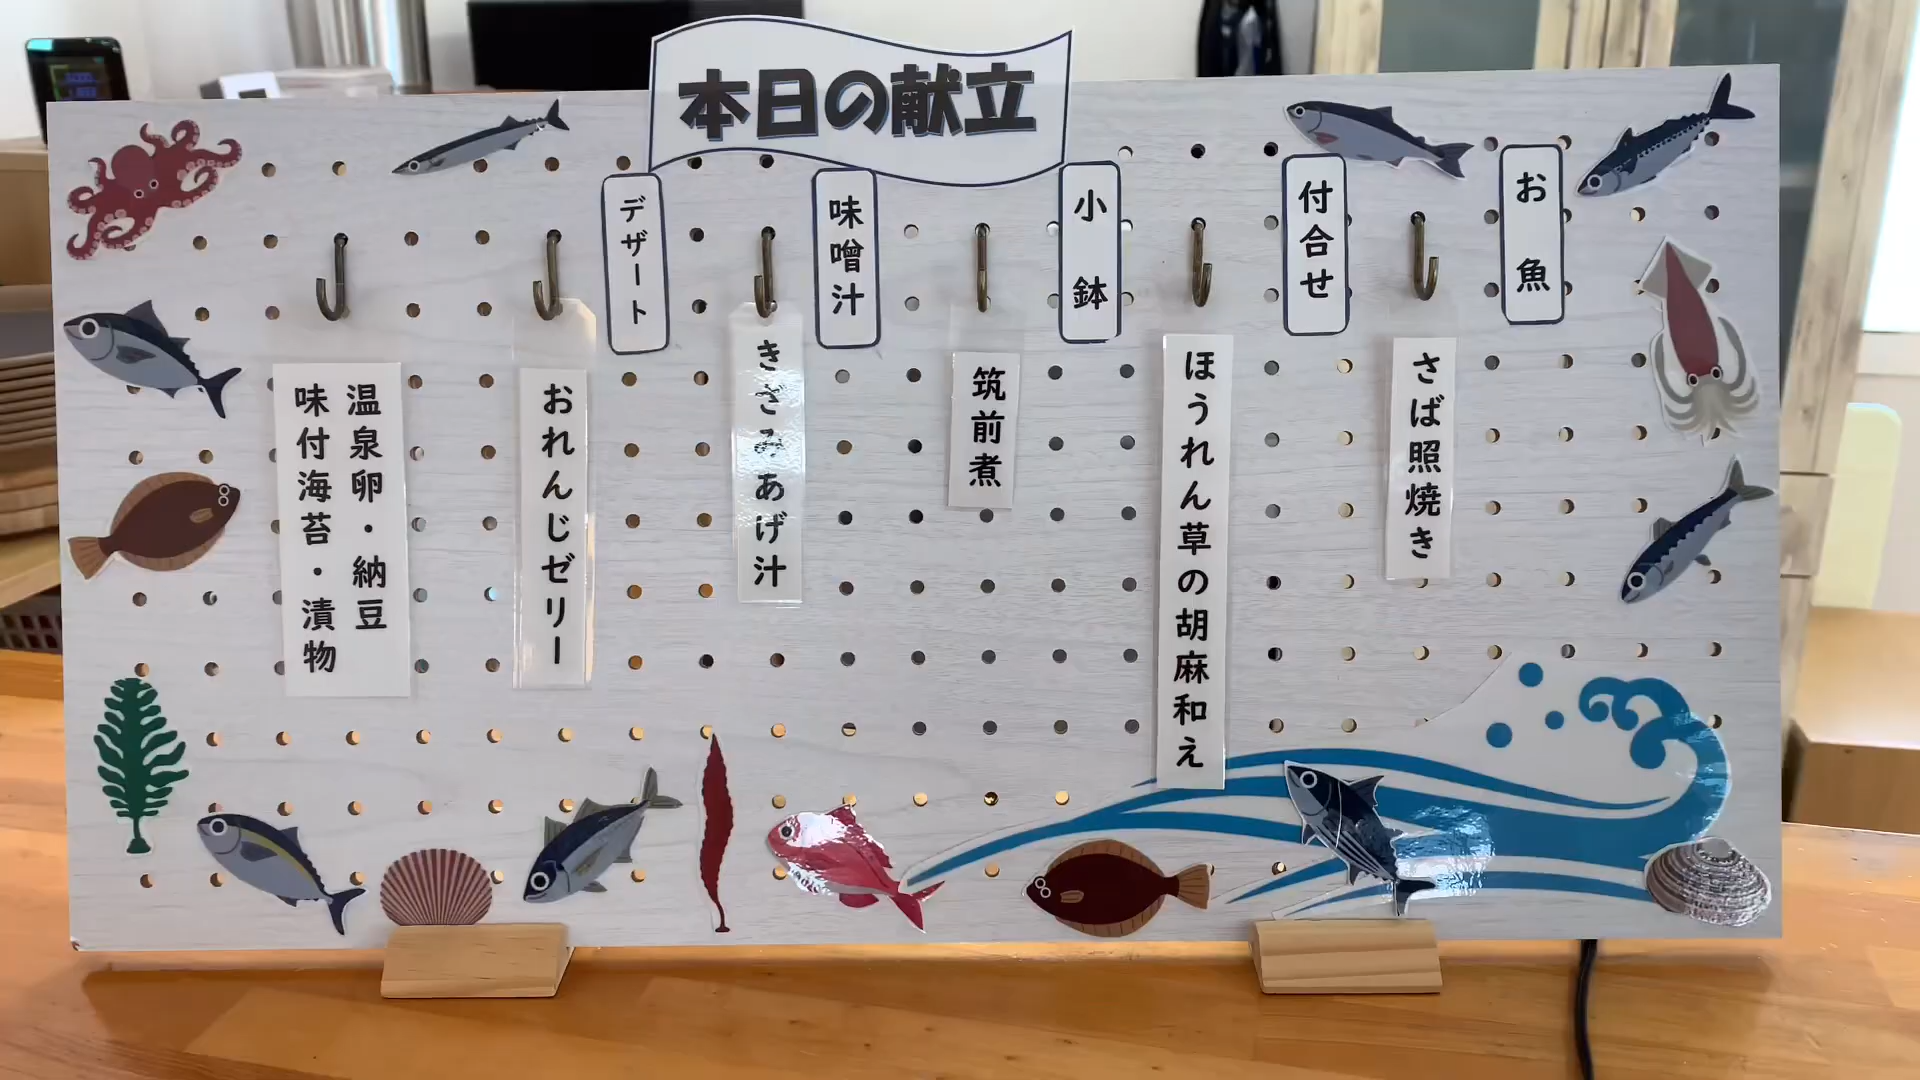 本日の献立
お魚
さば照焼き
付合せ
ほうれん草の胡麻和え
小鉢
筑前煮
味噌汁
きざみあげ汁
デザート
おれんじゼリー
温泉卵・納豆
味付海苔・漬物